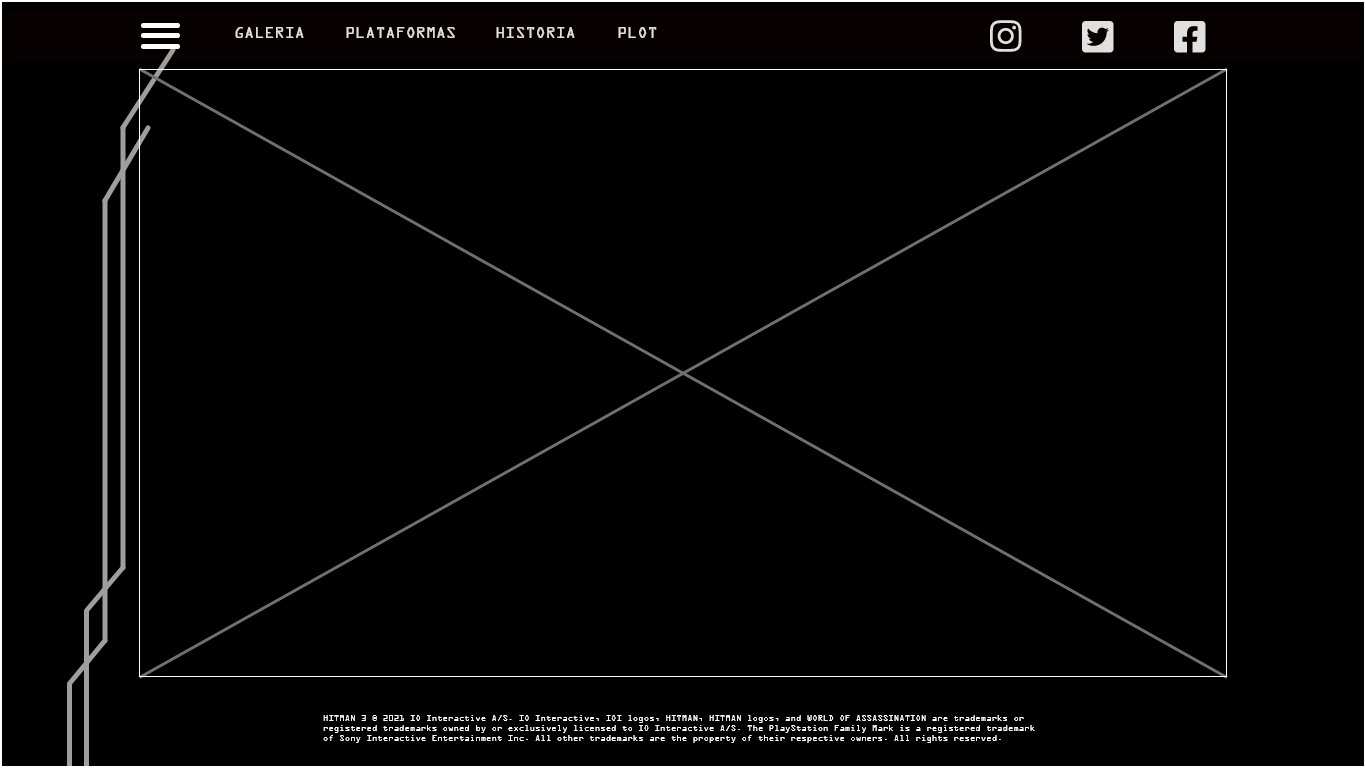 GALERIA PLATAFORMAS HISTORIA PLOT
HITMAN 3 © 2021 IO Interactive A/S. IO Interactive, IOI logos, HITMAN, HITMAN logos, and WORLD OF ASSASSINATION are trademarks or
registered trademarks owned by or exclusively licensed to IO Interactive A/S. The PlayStation Family Mark is a registered trademark
of Sony Interactive Entertainment Inc. All other trademarks are the property of their respective owners. All rights reserved.